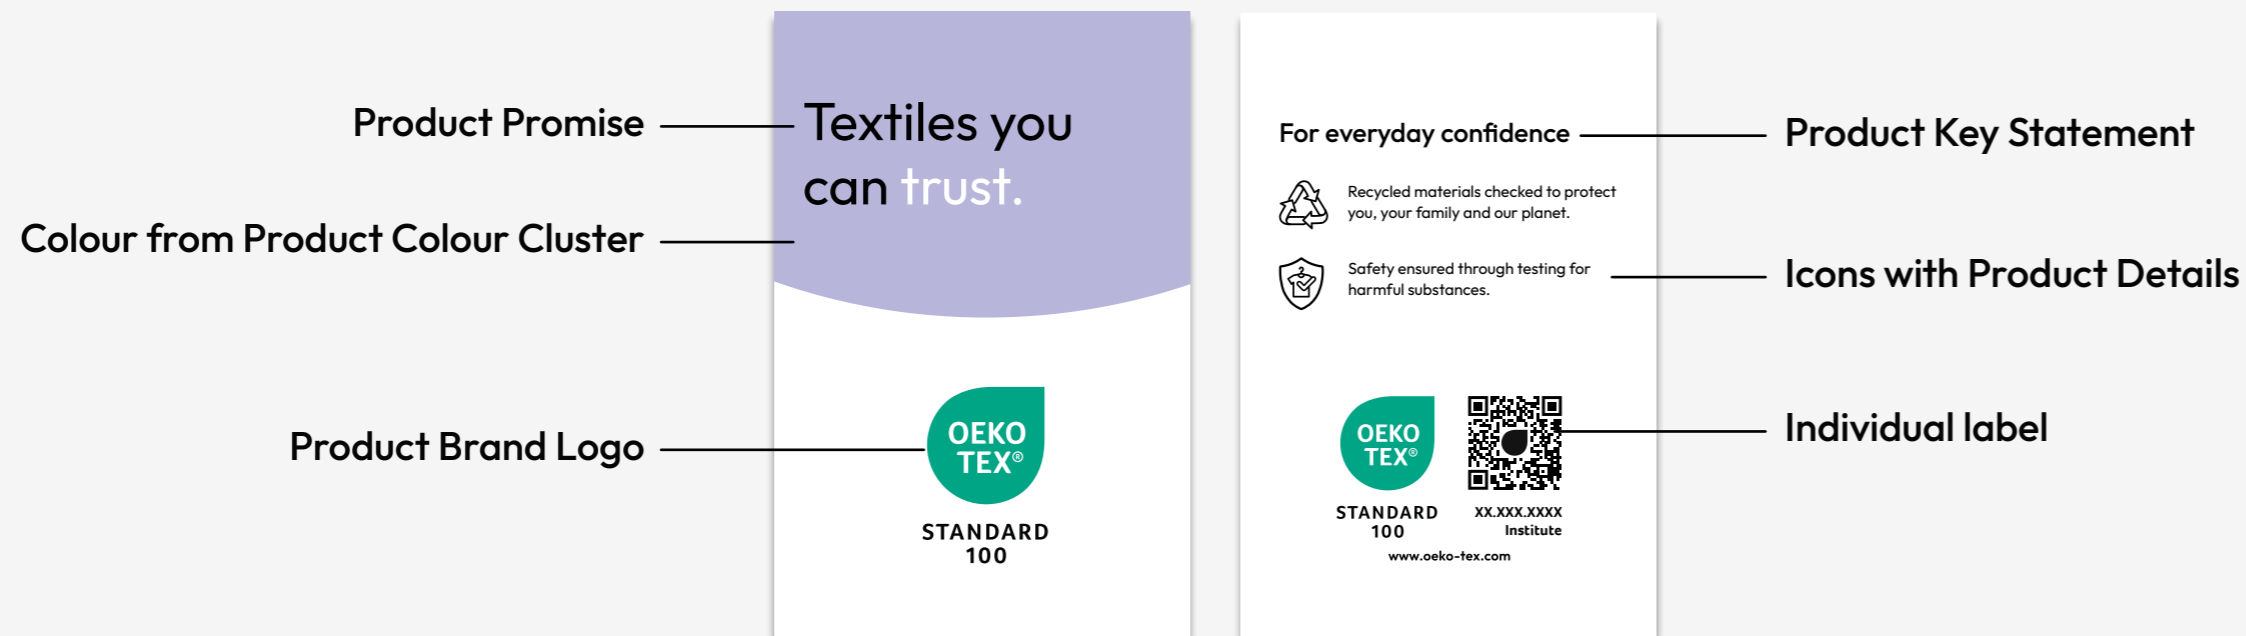 Product Promise
Colour from Product Colour Cluster
Product Brand Logo
Textiles you
can trust.
OEKO
TEX®
STANDARD
100
For everyday confidence
Recycled materials checked to protect
you, your family and our planet.
Safety ensured through testing for
harmful substances.
OEKO
TEX®
STANDARD
100
XX.XXX.XXXX
Institute
www.oeko-tex.com
Product Key Statement
Icons with Product Details
Individual label